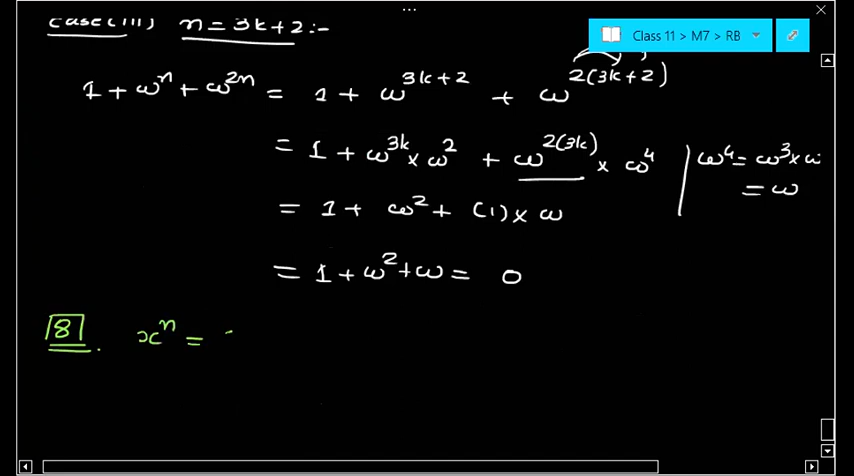 case(III) n = 3k+2:-
Class 11 > M7 > RB
1 + ω^n + ω^2n = 1 + ω^3k+2 + ω^2(3k+2)
= 1 + ω^3k × ω^2 + ω^2(3k) × ω^4 | ω^4 = ω^3 × ω
= ω
= 1 + ω^2 + (1) × ω
= 1 + ω^2 + ω = 0
8. x^n =